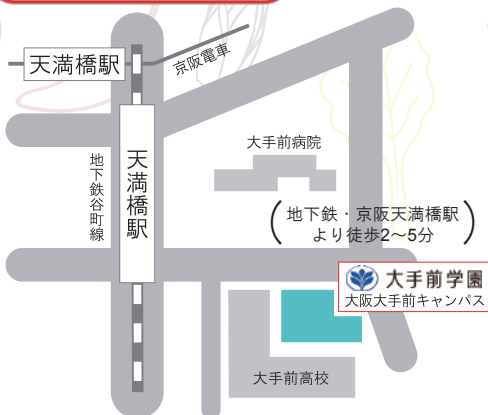 天満橋駅
京阪電車
大手前病院
地下鉄谷町線
天満橋駅
地下鉄・京阪天満橋駅
より徒歩2〜5分
大手前学園
大阪大手前キャンパス
大手前高校